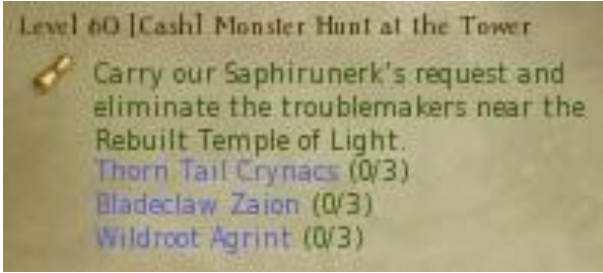 Level 60 [Cash] Monster Hunt at the Tower
Carry our Saphirunerk's request and
eliminate the troublemakers near the
Rebuilt Temple of Light.
Thorn Tail Crynacs (0/3)
Bladeclaw Zaion (0/3)
Wildroot Agrint (0/3)